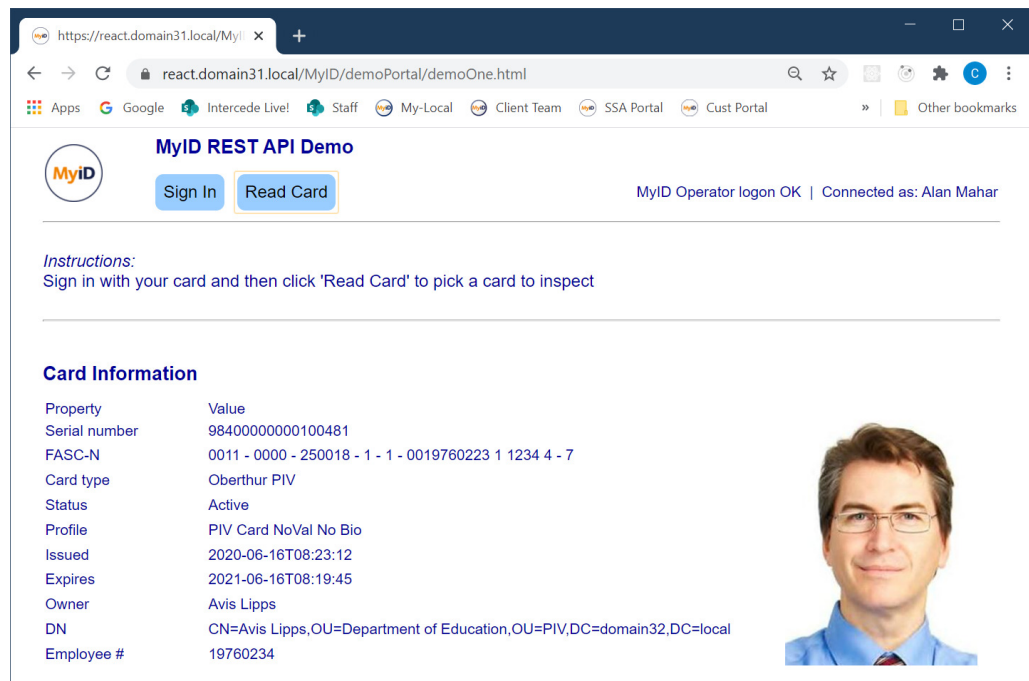 https://react.domain31.local/MyI
react.domain31.local/MyID/demoPortal/demoOne.html
C
Apps Google Intercede Live! Staff My-Local Client Team SSA Portal Cust Portal » Other bookmarks
MyID
MyID REST API Demo
Sign In Read Card
MyID Operator logon OK | Connected as: Alan Mahar
Instructions:
Sign in with your card and then click 'Read Card' to pick a card to inspect
Card Information
Property Value
Serial number 98400000000100481
FASC-N 0011 - 0000 - 250018 - 1 - 1 - 0019760223 1 1234 4 - 7
Card type Oberthur PIV
Status Active
Profile PIV Card NoVal No Bio
Issued 2020-06-16T08:23:12
Expires 2021-06-16T08:19:45
Owner Avis Lipps
DN CN=Avis Lipps,OU=Department of Education,OU=PIV,DC=domain32,DC=local
Employee # 19760234